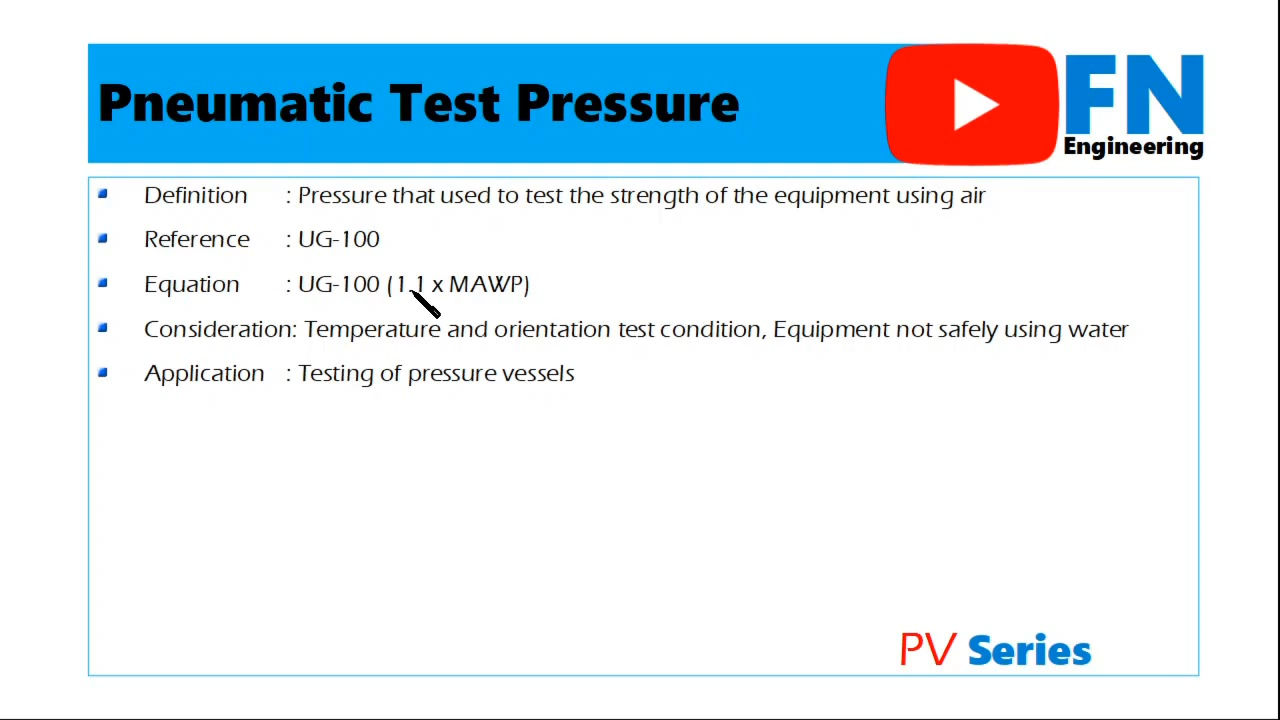 Pneumatic Test Pressure
FN
Engineering
Definition : Pressure that used to test the strength of the equipment using air
Reference : UG-100
Equation : UG-100 (1.1 x MAWP)
Consideration: Temperature and orientation test condition, Equipment not safely using water
Application : Testing of pressure vessels
PV Series